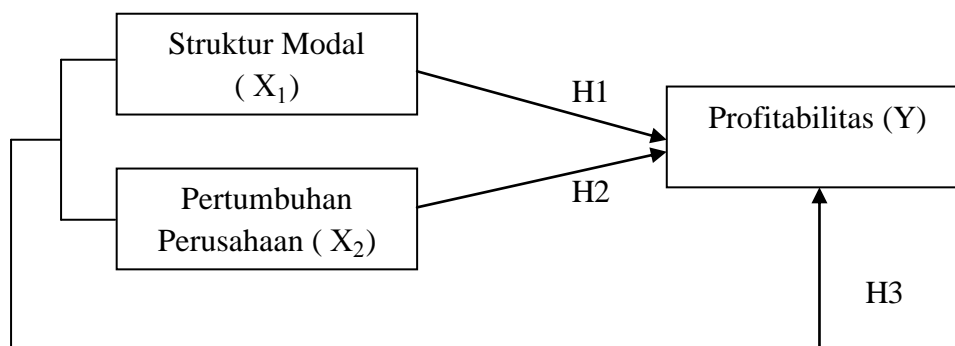 Struktur Modal
( X₁)
H1
Profitabilitas (Y)
Pertumbuhan
Perusahaan ( X₂)
H2
H3